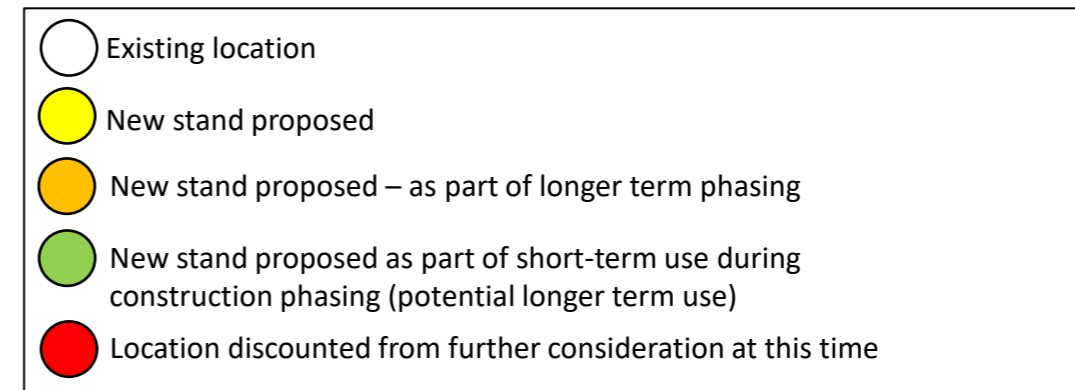 Existing location
New stand proposed
New stand proposed – as part of longer term phasing
New stand proposed as part of short-term use during
construction phasing (potential longer term use)
Location discounted from further consideration at this time